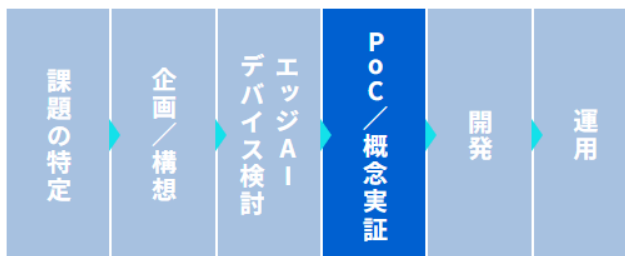 課題の特定
企画／構想
エッジAI
デバイス検討
PoC／概念実証
開発
運用